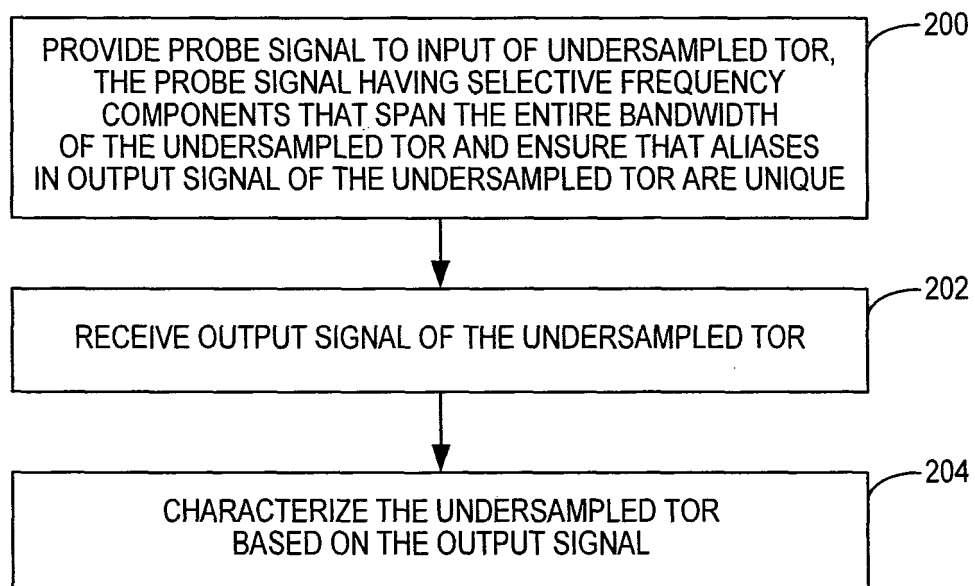 200
PROVIDE PROBE SIGNAL TO INPUT OF UNDERSAMPLED TOR,
THE PROBE SIGNAL HAVING SELECTIVE FREQUENCY
COMPONENTS THAT SPAN THE ENTIRE BANDWIDTH
OF THE UNDERSAMPLED TOR AND ENSURE THAT ALIASES
IN OUTPUT SIGNAL OF THE UNDERSAMPLED TOR ARE UNIQUE
202
RECEIVE OUTPUT SIGNAL OF THE UNDERSAMPLED TOR
204
CHARACTERIZE THE UNDERSAMPLED TOR
BASED ON THE OUTPUT SIGNAL